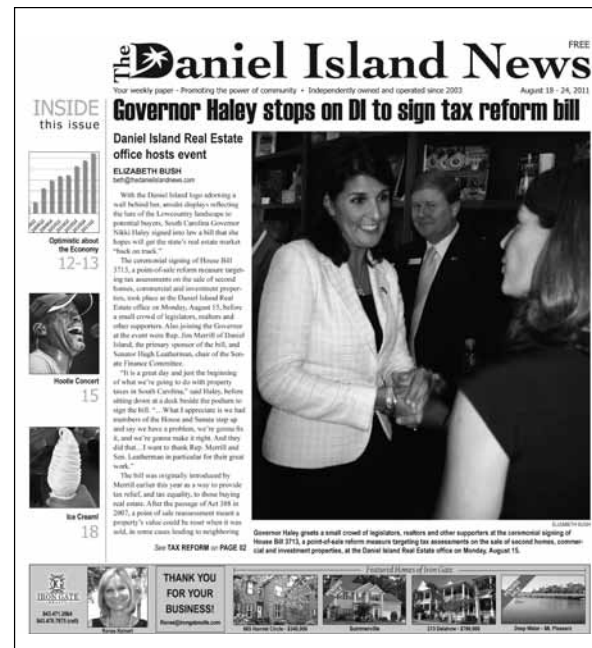 FREE
The Daniel Island News
Your weekly paper - Promoting the power of community • Independently owned and operated since 2003 August 18 - 24, 2011
INSIDE
this issue
Optimistic about
the Economy
12-13
Hootie Concert
15
Ice Cream!
18
Governor Haley stops on DI to sign tax reform bill
Daniel Island Real Estate
office hosts event
ELIZABETH BUSH
beth@thedanielislandnews.com
With the Daniel Island logo adorning a
wall behind her, amidst displays reflecting
the lure of the Lowcountry landscape to
potential buyers, South Carolina Governor
Nikki Haley signed into law a bill that she
hopes will get the state's real estate market
"back on track."
The ceremonial signing of House Bill
3713, a point-of-sale reform measure target-
ing tax assessments on the sale of second
homes, commercial and investment proper-
ties, took place at the Daniel Island Real
Estate office on Monday, August 15, before
a small crowd of legislators, realtors and
other supporters. Also joining the Governor
at the event were Rep. Jim Merrill of Daniel
Island, the primary sponsor of the bill, and
Senator Hugh Leatherman, chair of the Sen-
ate Finance Committee.
"It is a great day and just the beginning
of what we're going to do with property
taxes in South Carolina," said Haley, before
sitting down at a desk beside the podium to
sign the bill. "... What I appreciate is we had
members of the House and Senate step up
and say we have a problem, we're gonna fix
it, and we're gonna make it right. And they
did that... I want to thank Rep. Merrill and
Sen. Leatherman in particular for their great
work."
The bill was originally introduced by
Merrill earlier this year as a way to provide
tax relief, and tax equality, to those buying
real estate. After the passage of Act 388 in
2007, a point of sale reassessment meant a
property's value could be reset when it was
sold, in some cases leading to neighboring
See TAX REFORM on PAGE 02
ELIZABETH BUSH
Governor Haley greets a small crowd of legislators, realtors and other supporters at the ceremonial signing of
House Bill 3713, a point-of-sale reform measure targeting tax assessments on the sale of second homes, commer-
cial and investment properties, at the Daniel Island Real Estate office on Monday, August 15.
IRON GATE
THANK YOU
FOR YOUR
BUSINESS!
Featured Homes of Iron Gate
Summerville
Deep Water - Mt. Pleasant